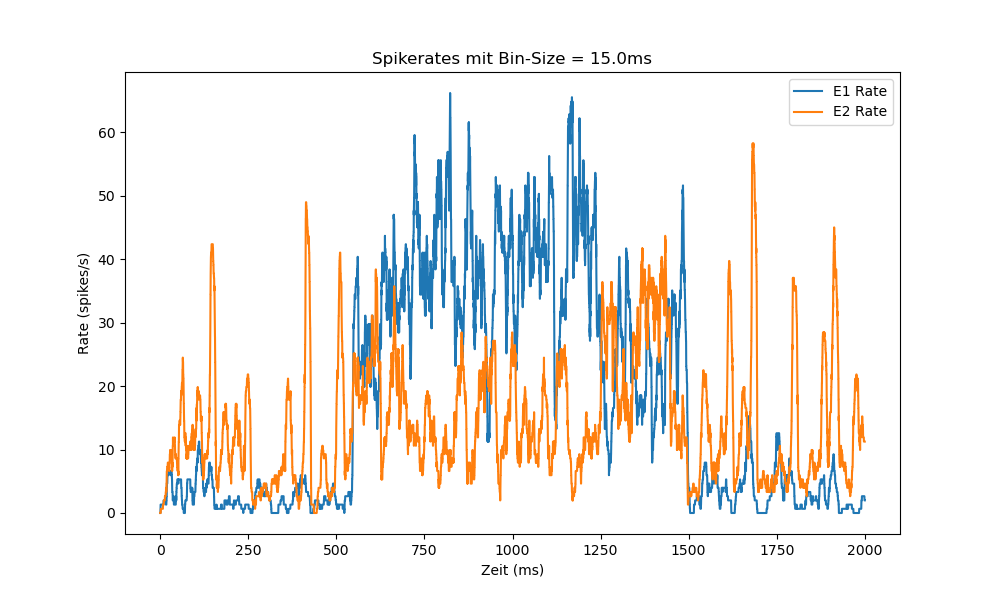 Spikerates mit Bin-Size = 15.0ms
E1 Rate
E2 Rate
Rate (spikes/s)
60
50
40
30
20
10
0
0 250 500 750 1000 1250 1500 1750 2000
Zeit (ms)